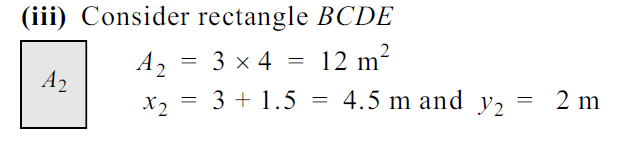 (iii) Consider rectangle BCDE
A₂ = 3 × 4 = 12 m²
A₂
x₂ = 3 + 1.5 = 4.5 m and y₂ = 2 m